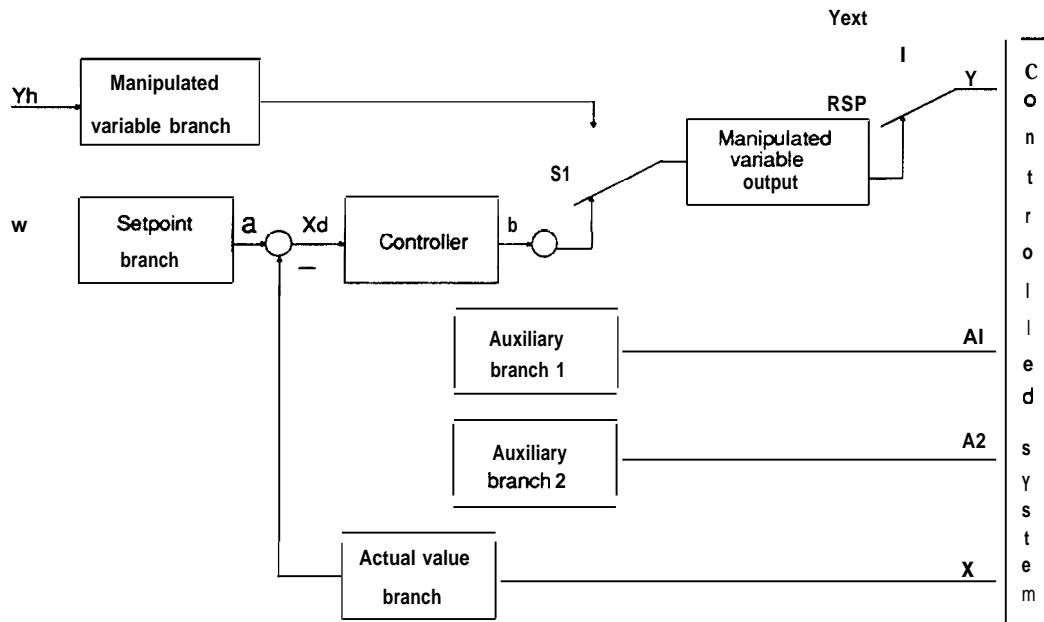 Yext
I
Y
Yh
Manipulated
variable branch
RSP
Manipulated
variable
output
S1
w
Setpoint
branch
a
Xd
–
Controller
b
Auxiliary
branch 1
AI
Auxiliary
branch 2
A2
Actual value
branch
X
C
o
n
t
r
o
l
l
e
d
s
y
s
t
e
m